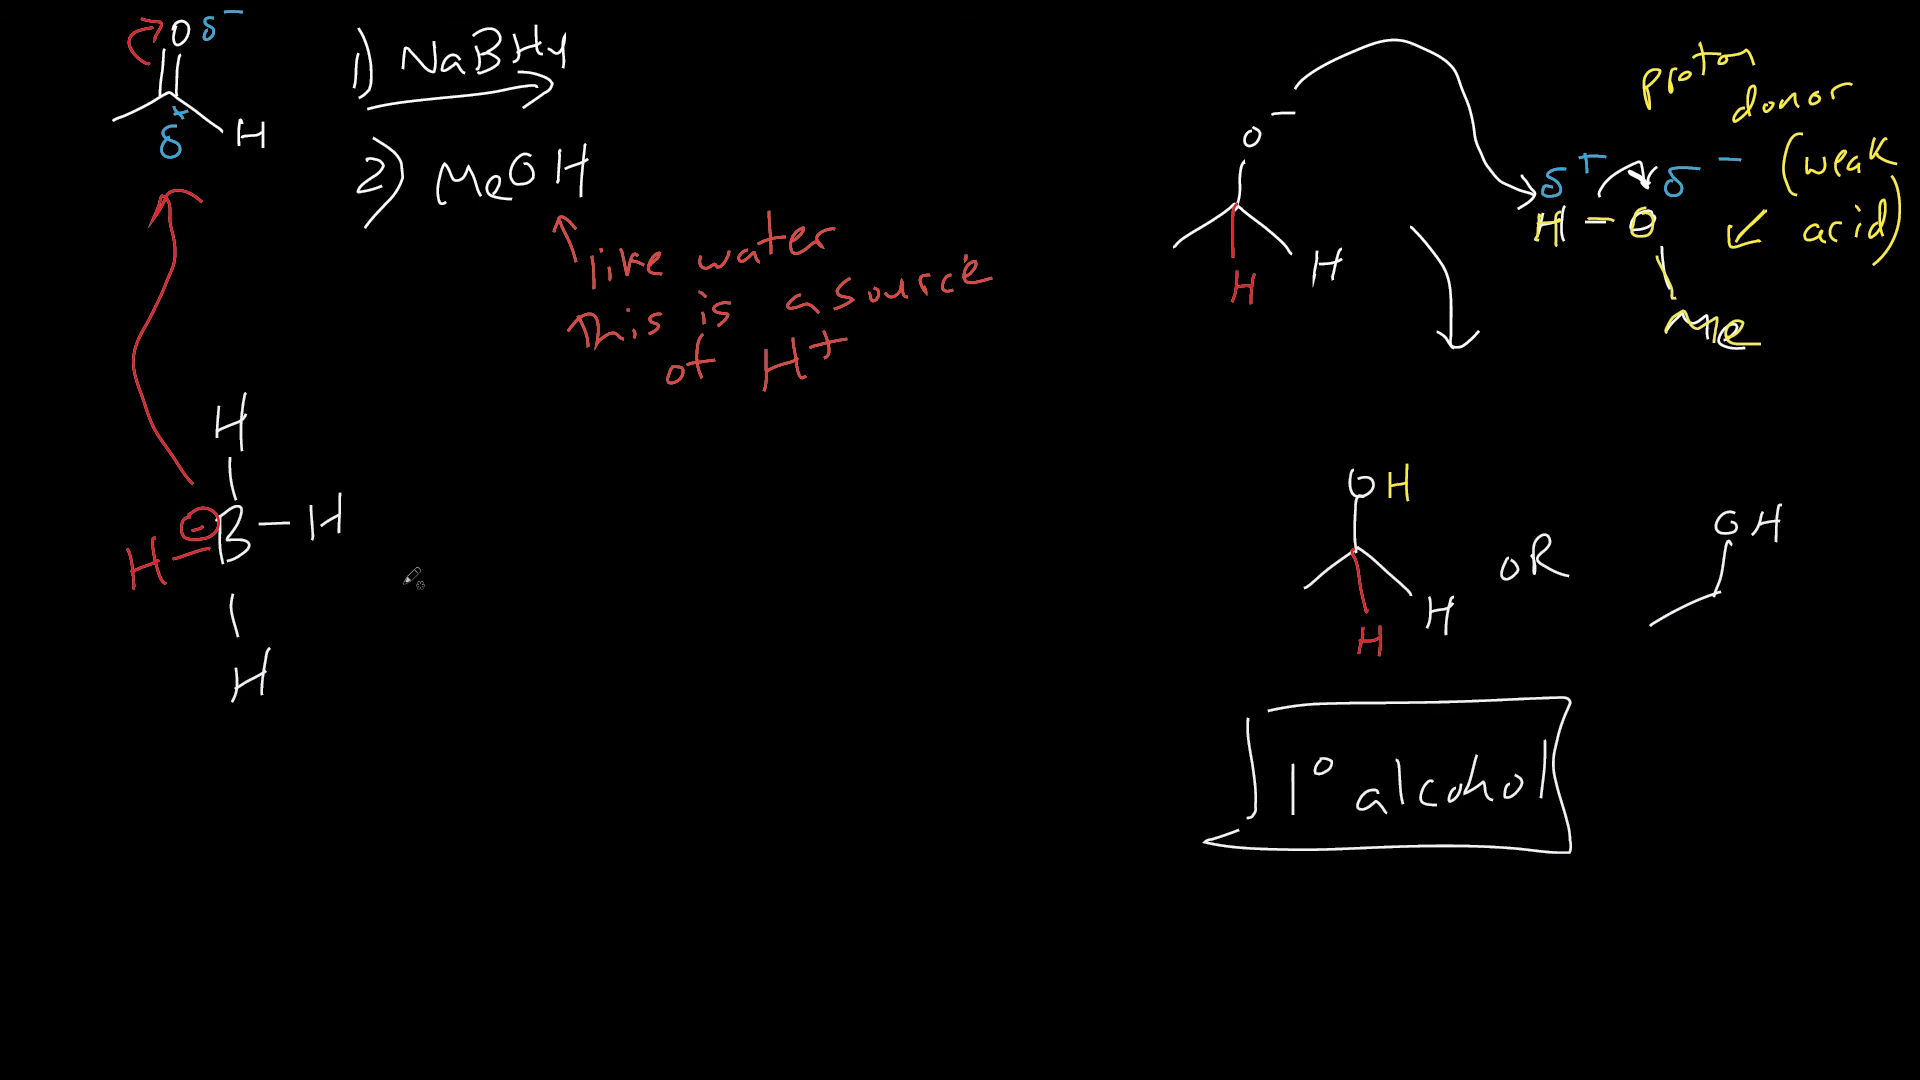 O δ-
δ+
H
1) NaBH4
2) MeOH
like water
this is a source
of H+
H
H - B⊖ - H
H
O-
H
H
proton
donor
(weak
acid)
δ+ δ-
H - O
Me
OH
H
H
OR
OH
1° alcohol